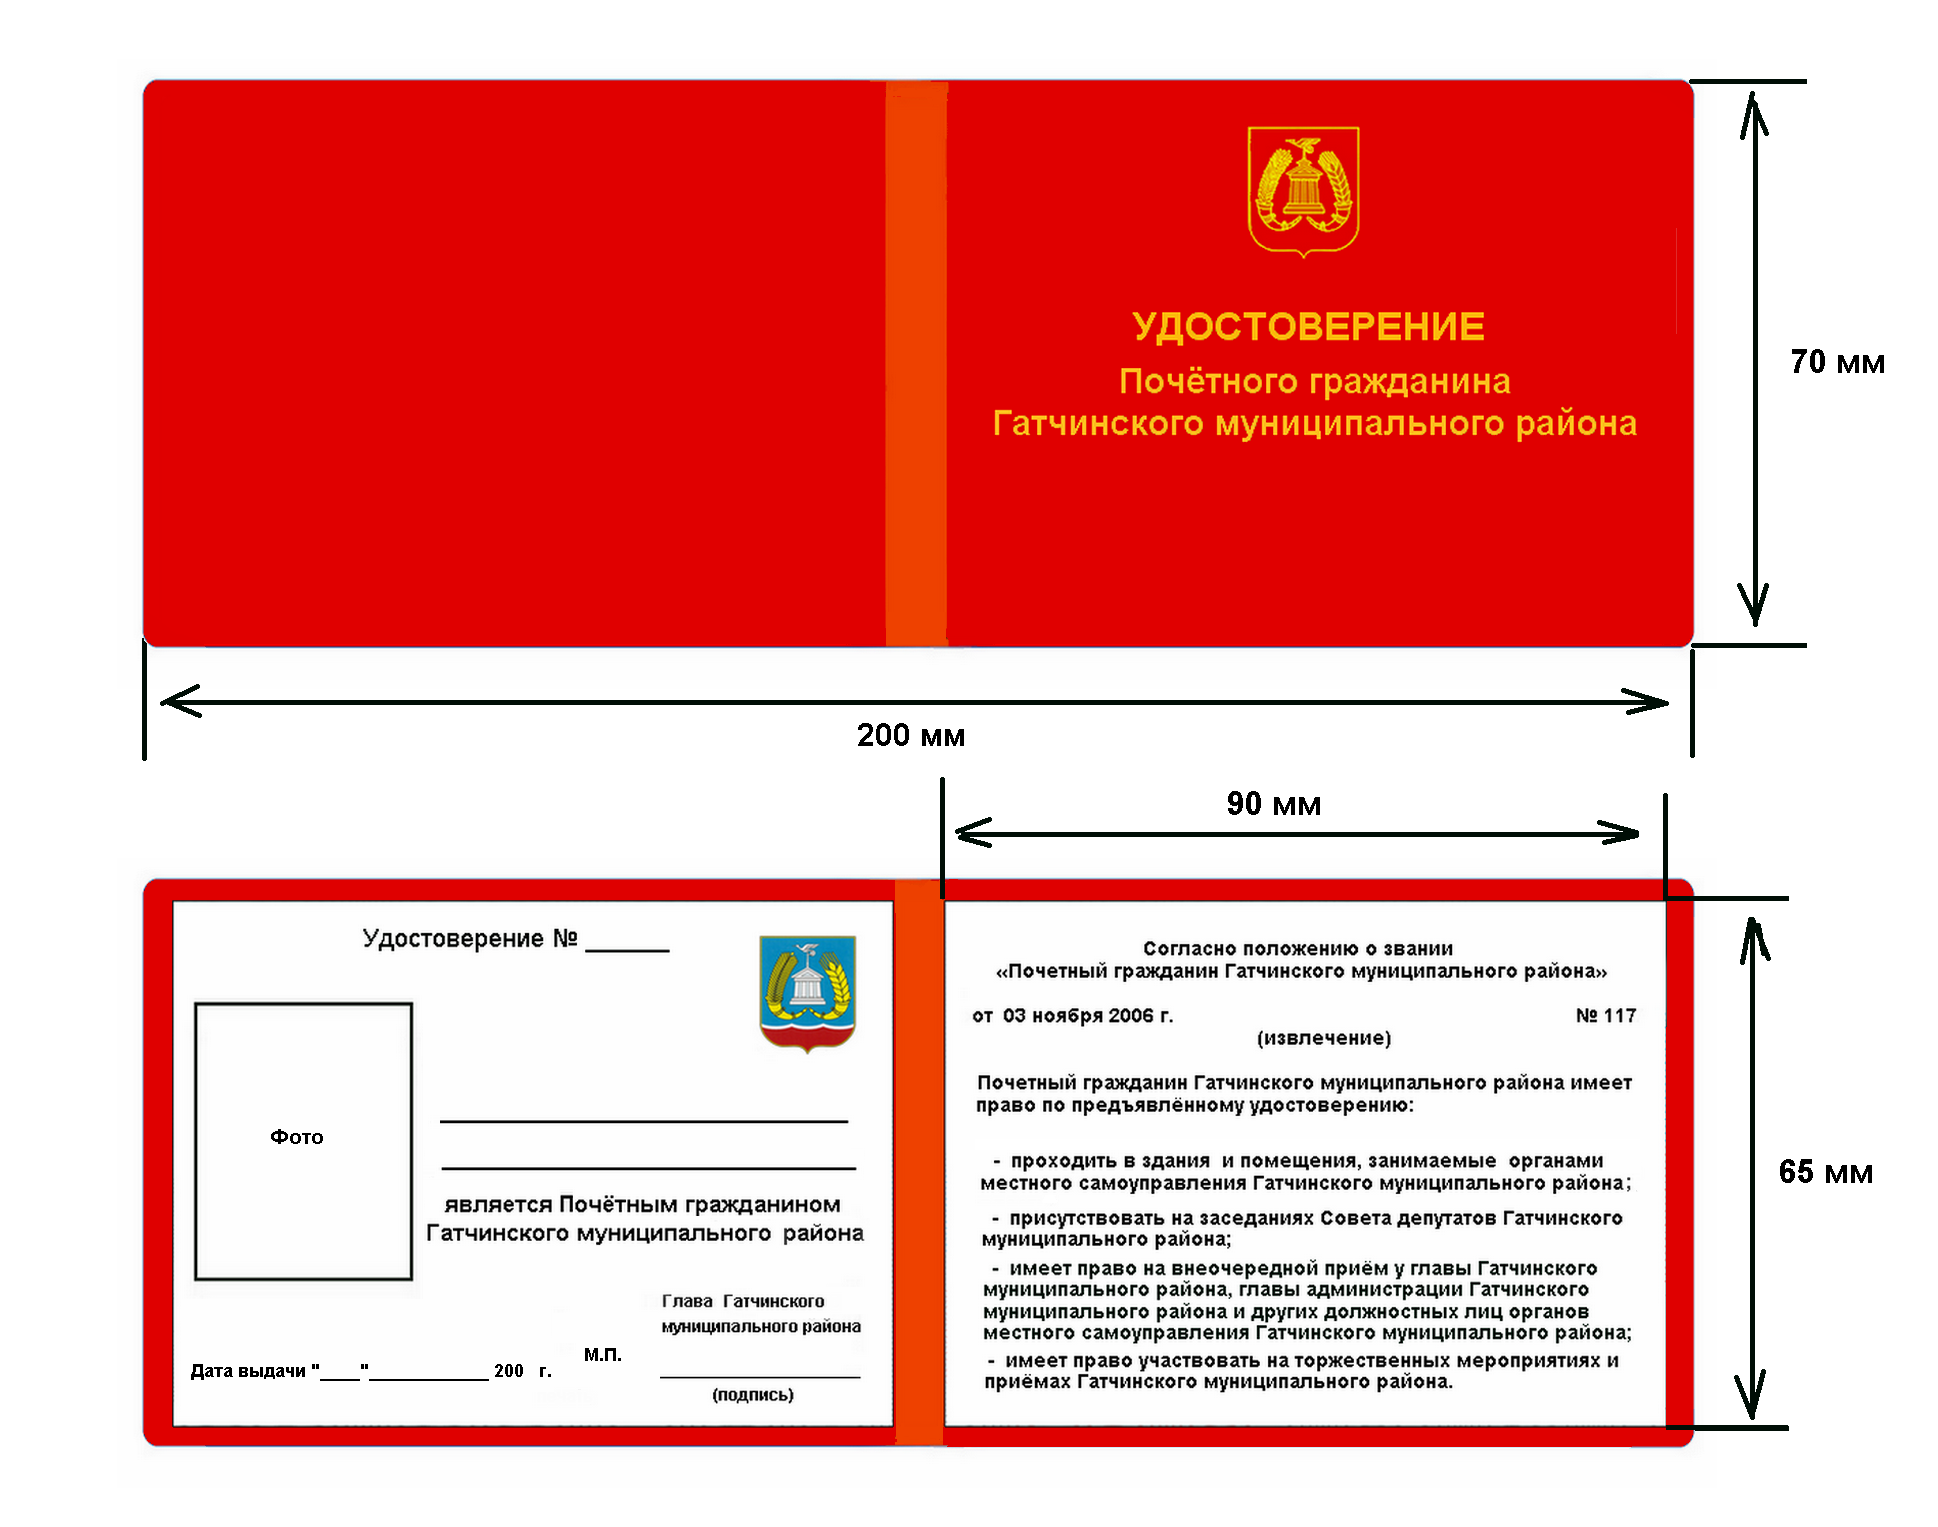 УДОСТОВЕРЕНИЕ
Почётного гражданина
Гатчинского муниципального района
70 мм
200 мм
90 мм
Удостоверение № ______
Фото
является Почётным гражданином
Гатчинского муниципального района
Глава Гатчинского
муниципального района
М.П.
Дата выдачи "____"____________ 200 г.
(подпись)
Согласно положению о звании
«Почетный гражданин Гатчинского муниципального района»
от 03 ноября 2006 г. № 117
(извлечение)
Почетный гражданин Гатчинского муниципального района имеет
право по предъявлённому удостоверению:
- проходить в здания и помещения, занимаемые органами
местного самоуправления Гатчинского муниципального района;
- присутствовать на заседаниях Совета депутатов Гатчинского
муниципального района;
- имеет право на внеочередной приём у главы Гатчинского
муниципального района, главы администрации Гатчинского
муниципального района и других должностных лиц органов
местного самоуправления Гатчинского муниципального района;
- имеет право участвовать на торжественных мероприятиях и
приёмах Гатчинского муниципального района.
65 мм